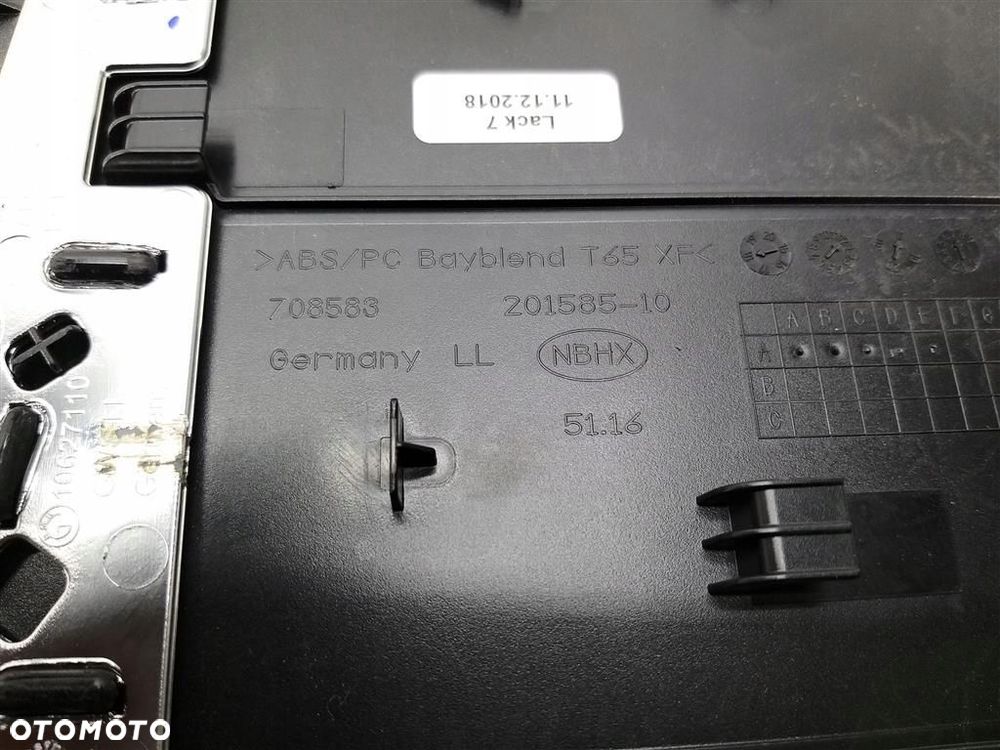 Lack 7
11.12.2018
>ABS/PC Bayblend T65 XF<
708583 201585-10
Germany LL NBHX
51.16
A B C D E F G
A
B
C
10627110
OTOMOTO